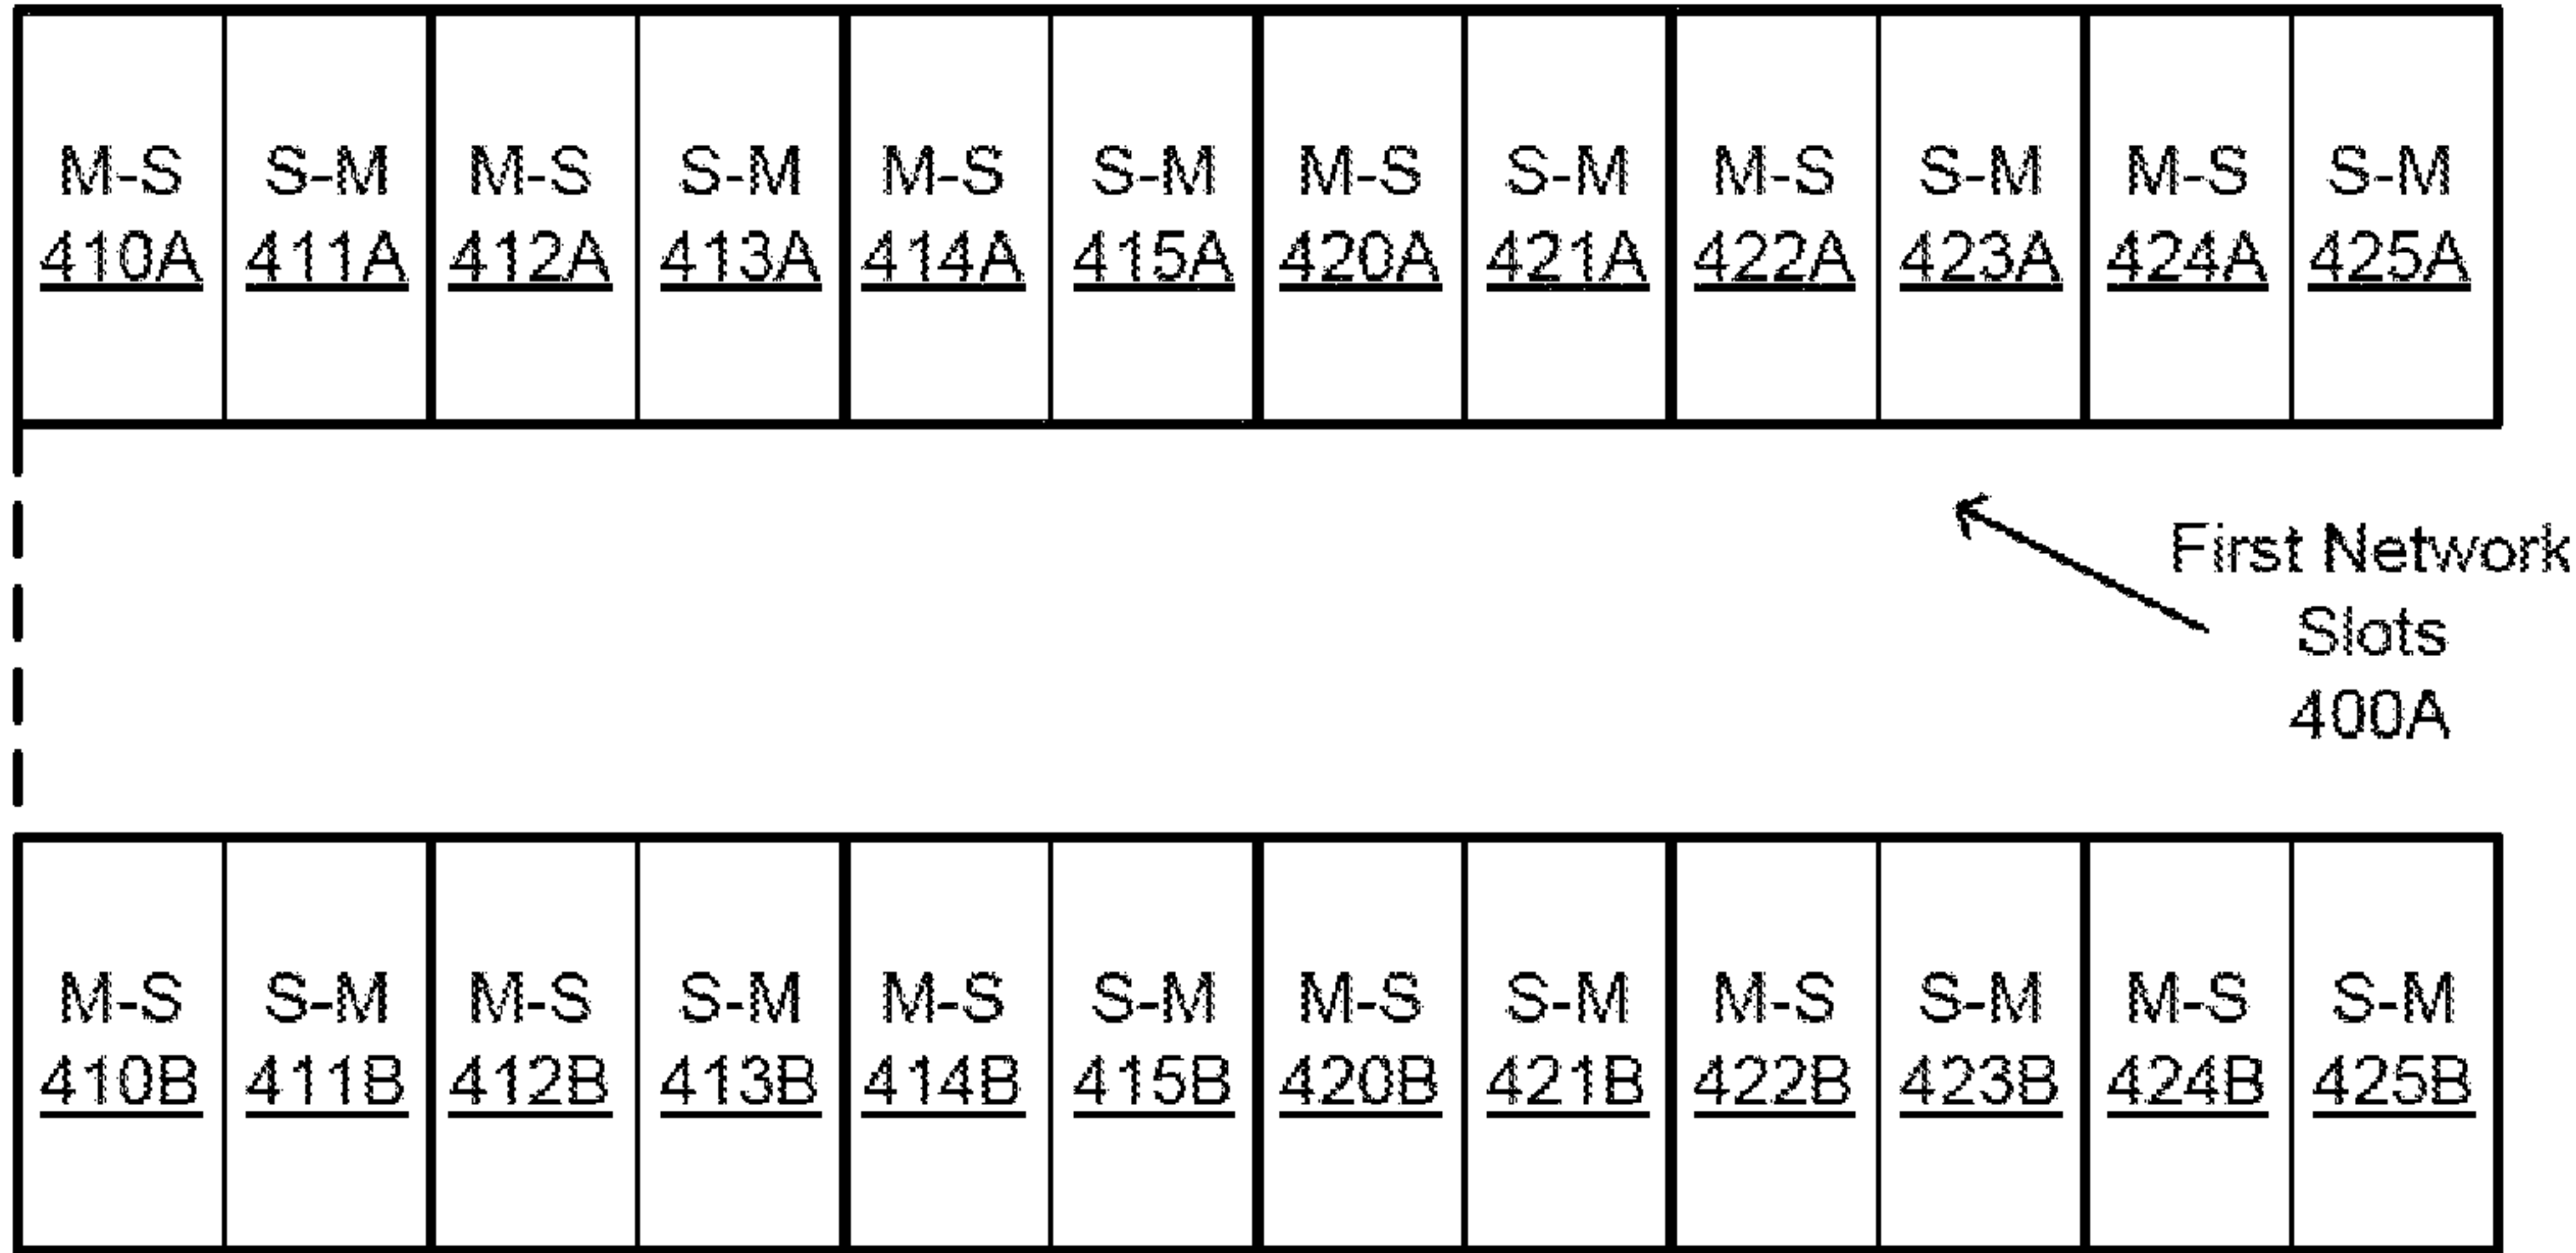 M-S S-M M-S S-M M-S S-M M-S S-M M-S S-M M-S S-M
410A 411A 412A 413A 414A 415A 420A 421A 422A 423A 424A 425A
First Network
Slots
400A
M-S S-M M-S S-M M-S S-M M-S S-M M-S S-M M-S S-M
410B 411B 412B 413B 414B 415B 420B 421B 422B 423B 424B 425B